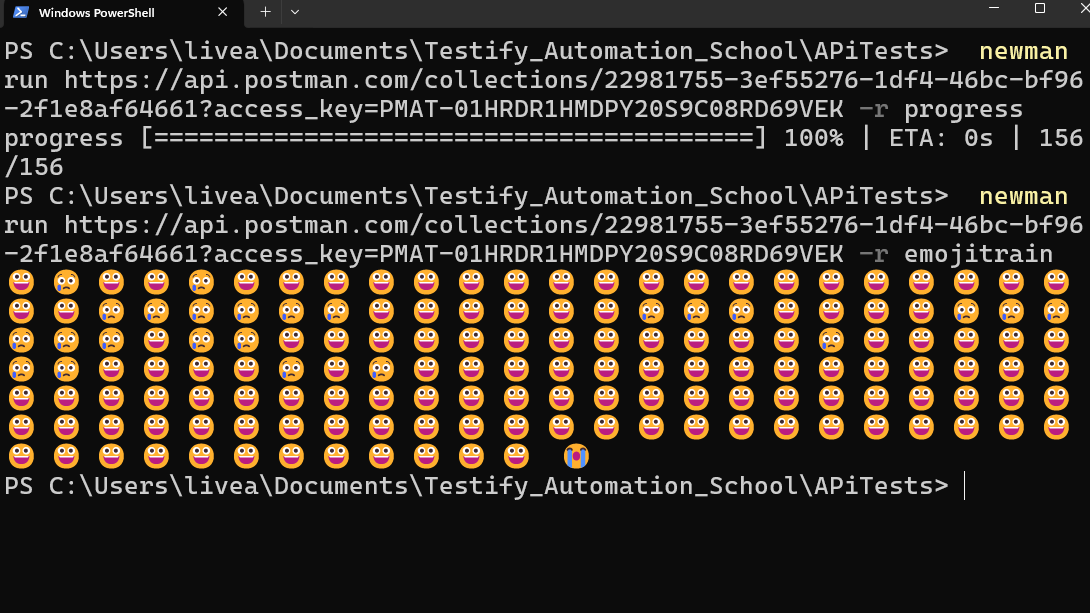 Windows PowerShell
PS C:\Users\livea\Documents\Testify_Automation_School\APiTests>  newman
run https://api.postman.com/collections/22981755-3ef55276-1df4-46bc-bf96
-2f1e8af64661?access_key=PMAT-01HRDR1HMDPY20S9C08RD69VEK -r progress
progress [========================================] 100% | ETA: 0s | 156
/156
PS C:\Users\livea\Documents\Testify_Automation_School\APiTests>  newman
run https://api.postman.com/collections/22981755-3ef55276-1df4-46bc-bf96
-2f1e8af64661?access_key=PMAT-01HRDR1HMDPY20S9C08RD69VEK -r emojitrain
PS C:\Users\livea\Documents\Testify_Automation_School\APiTests>